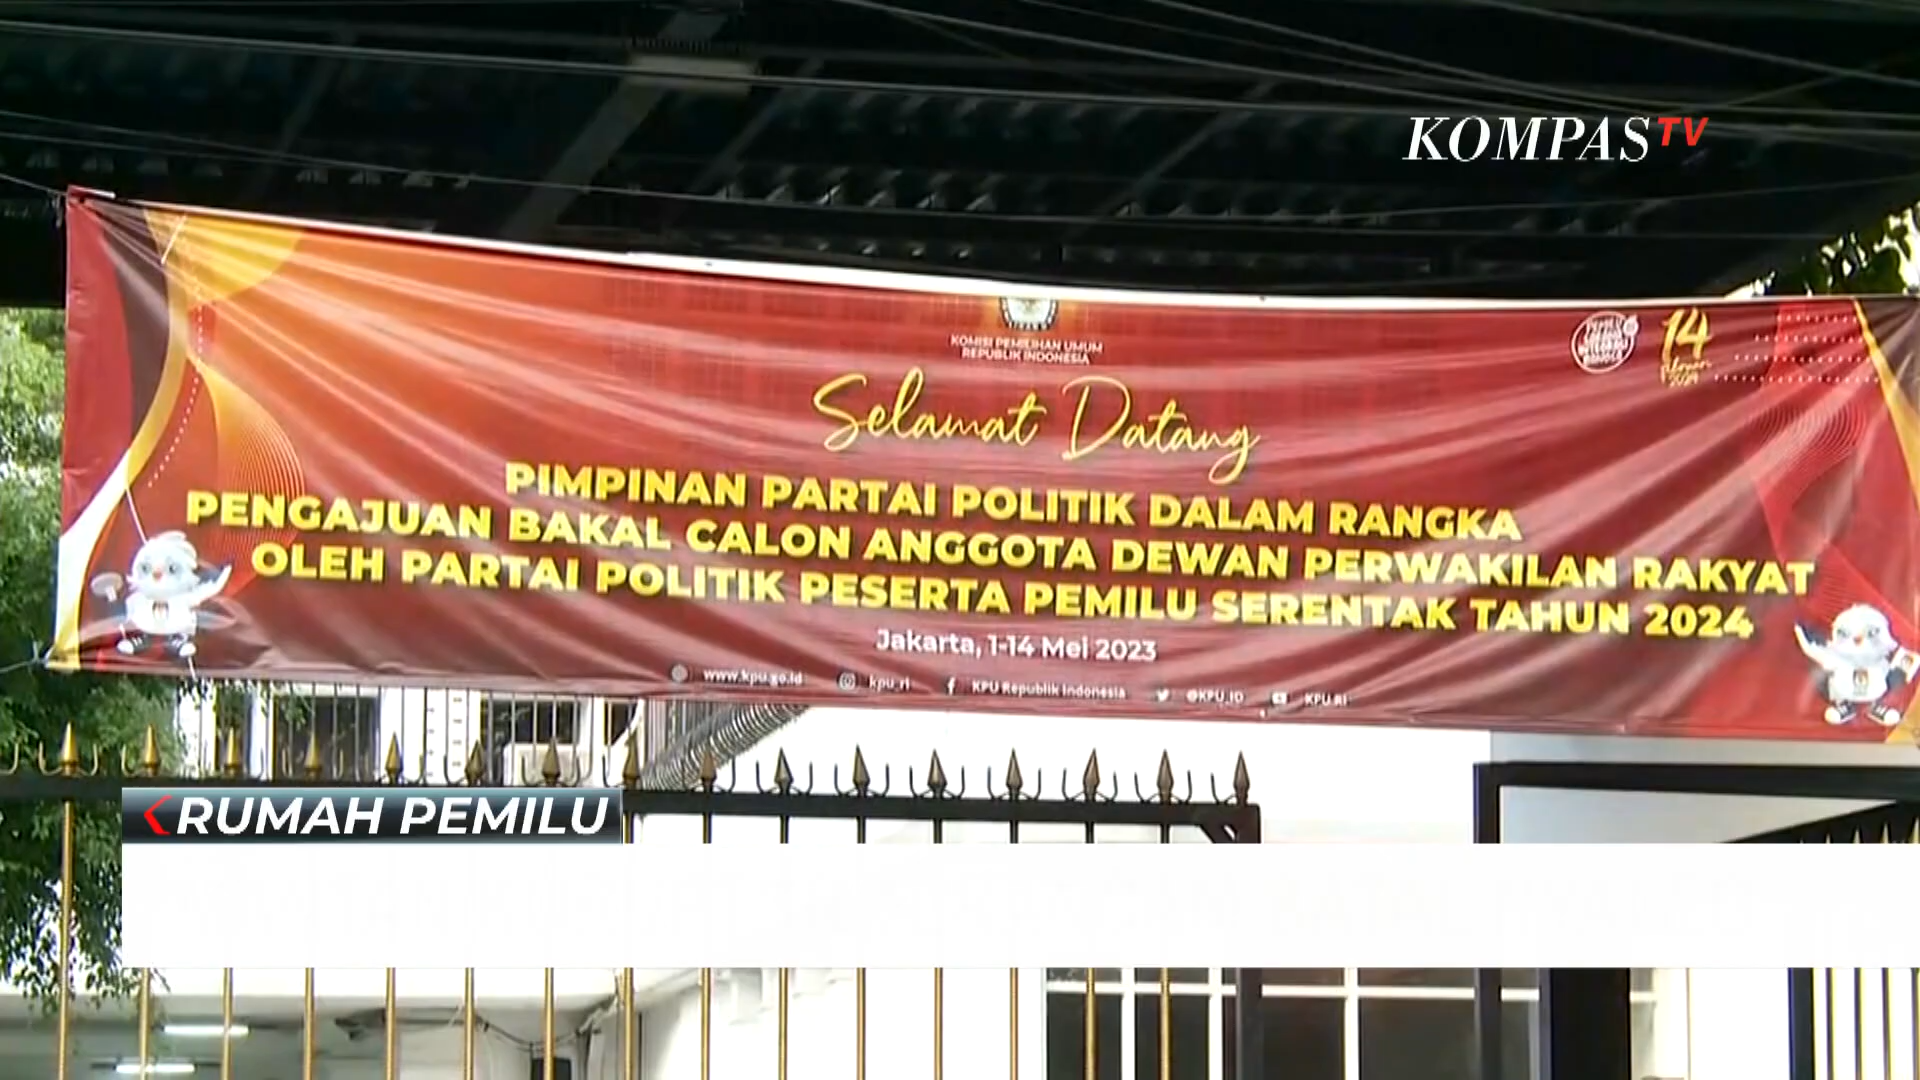 KOMPAS TV
KOMISI PEMILIHAN UMUM
REPUBLIK INDONESIA
14
Februari
2024
Selamat Datang
PIMPINAN PARTAI POLITIK DALAM RANGKA
PENGAJUAN BAKAL CALON ANGGOTA DEWAN PERWAKILAN RAKYAT
OLEH PARTAI POLITIK PESERTA PEMILU SERENTAK TAHUN 2024
Jakarta, 1-14 Mei 2023
www.kpu.go.id kpu_ri KPU Republik Indonesia @KPU_ID KPU RI
RUMAH PEMILU